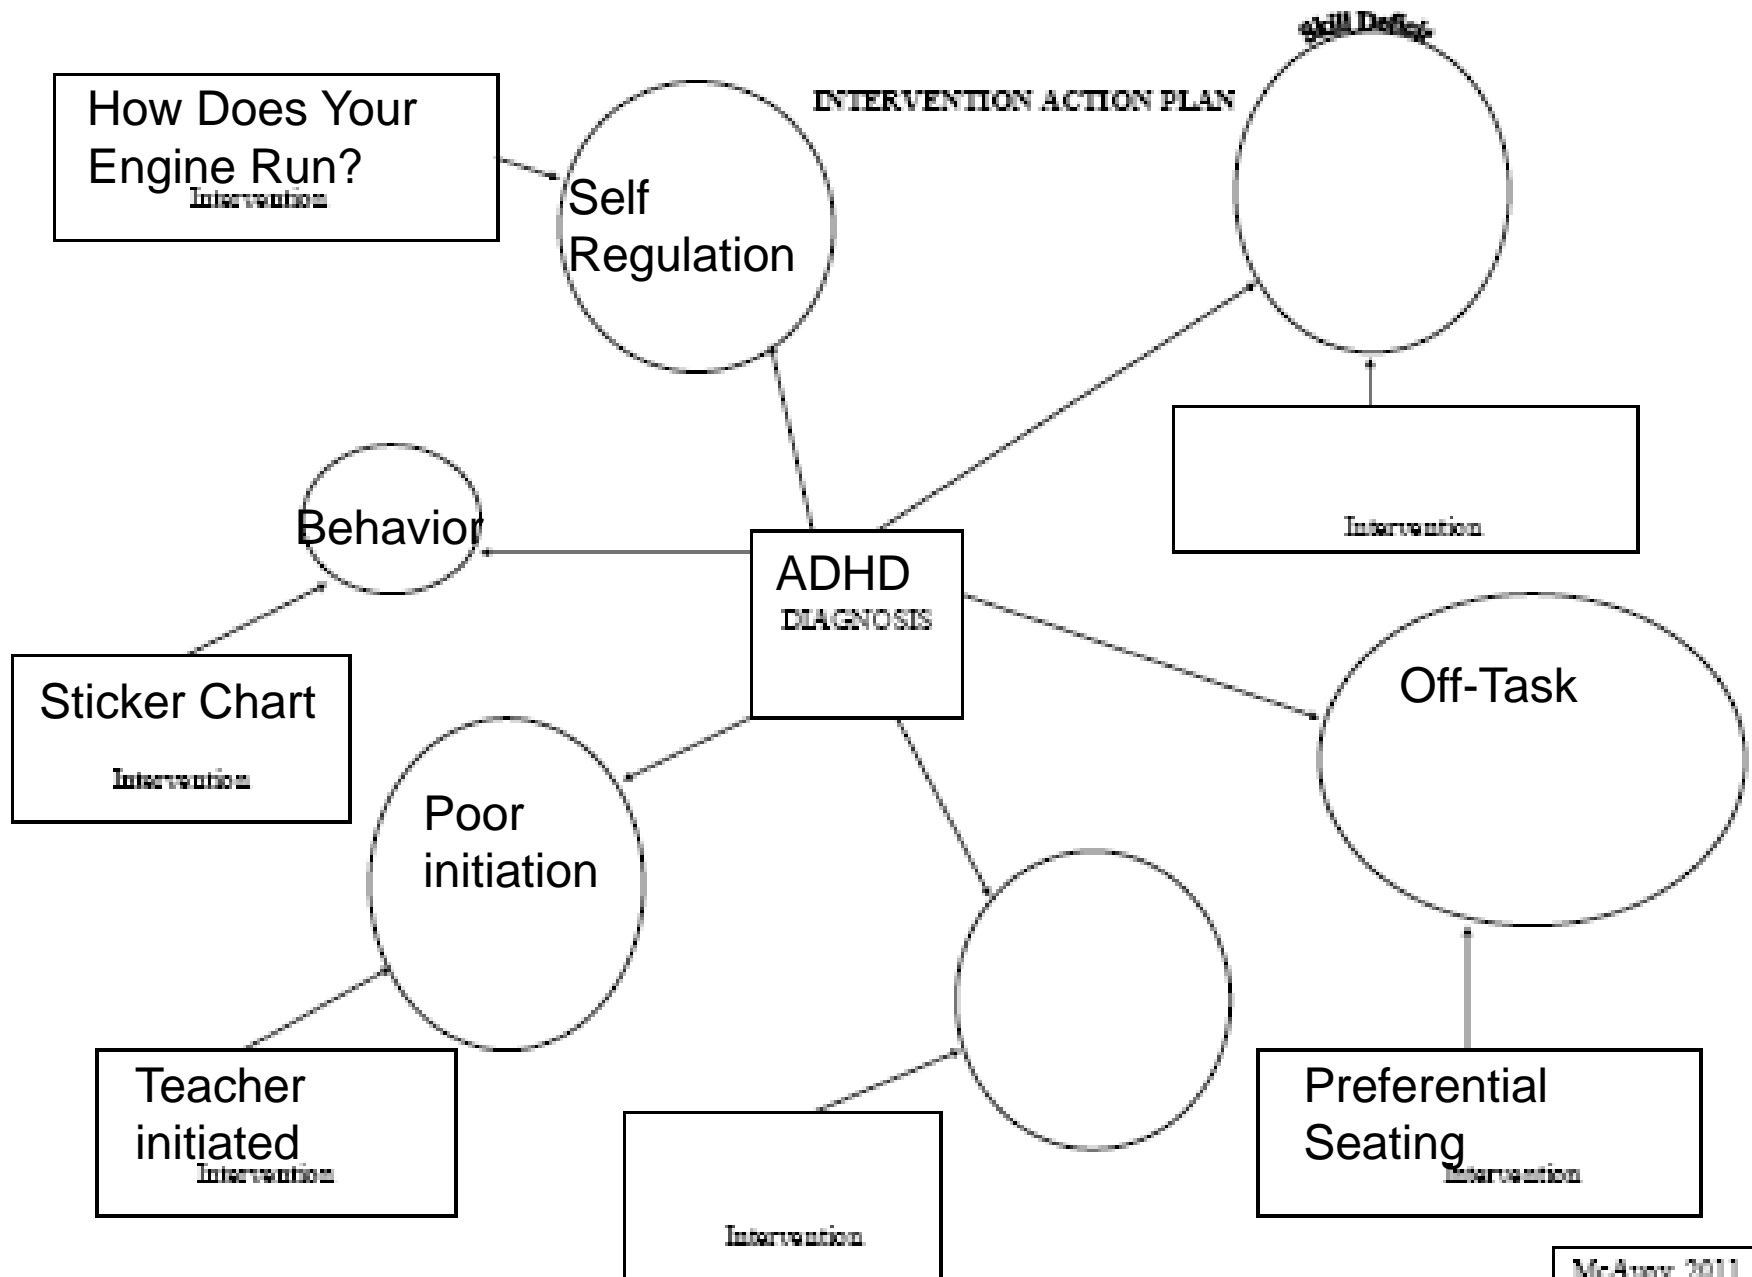 Skill Deficit
INTERVENTION ACTION PLAN
How Does Your
Engine Run?
Intervention
Self
Regulation
Intervention
Behavior
ADHD
DIAGNOSIS
Off-Task
Sticker Chart
Intervention
Poor
initiation
Teacher
initiated
Intervention
Preferential
Seating
Intervention
Intervention
2011